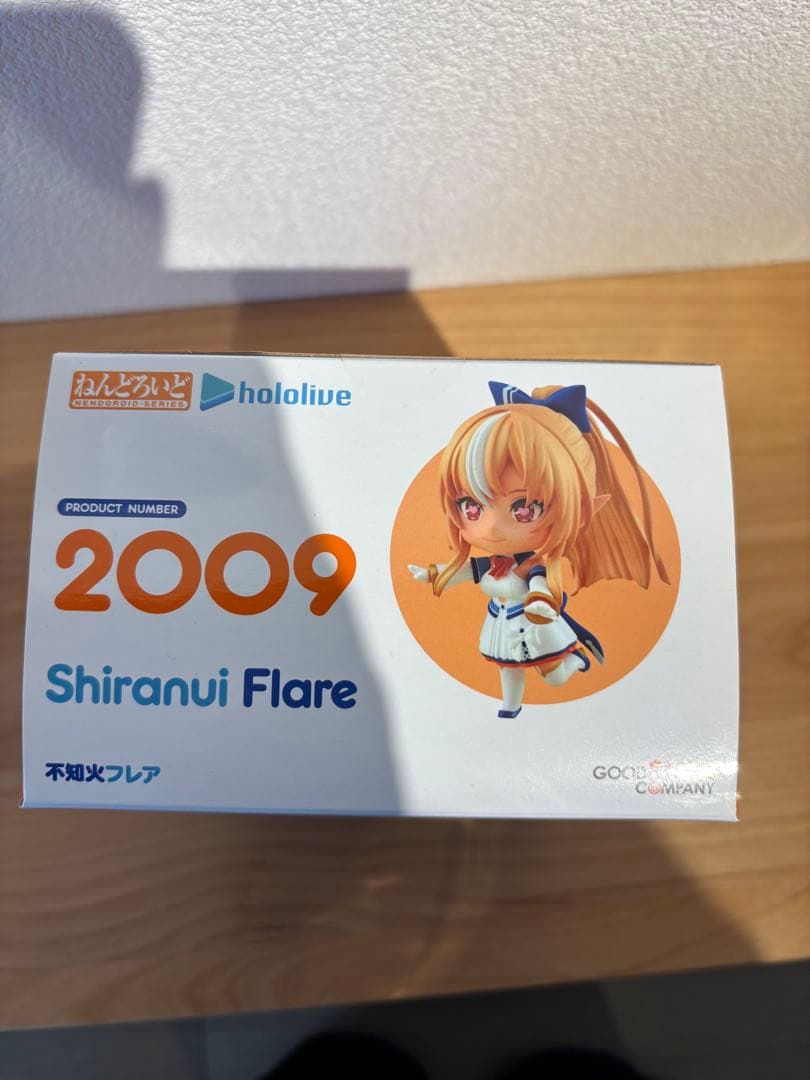 ねんどろいど
NENDOROID-SERIES
hololive
PRODUCT NUMBER
2009
Shiranui Flare
不知火フレア
GOOD
COMPANY